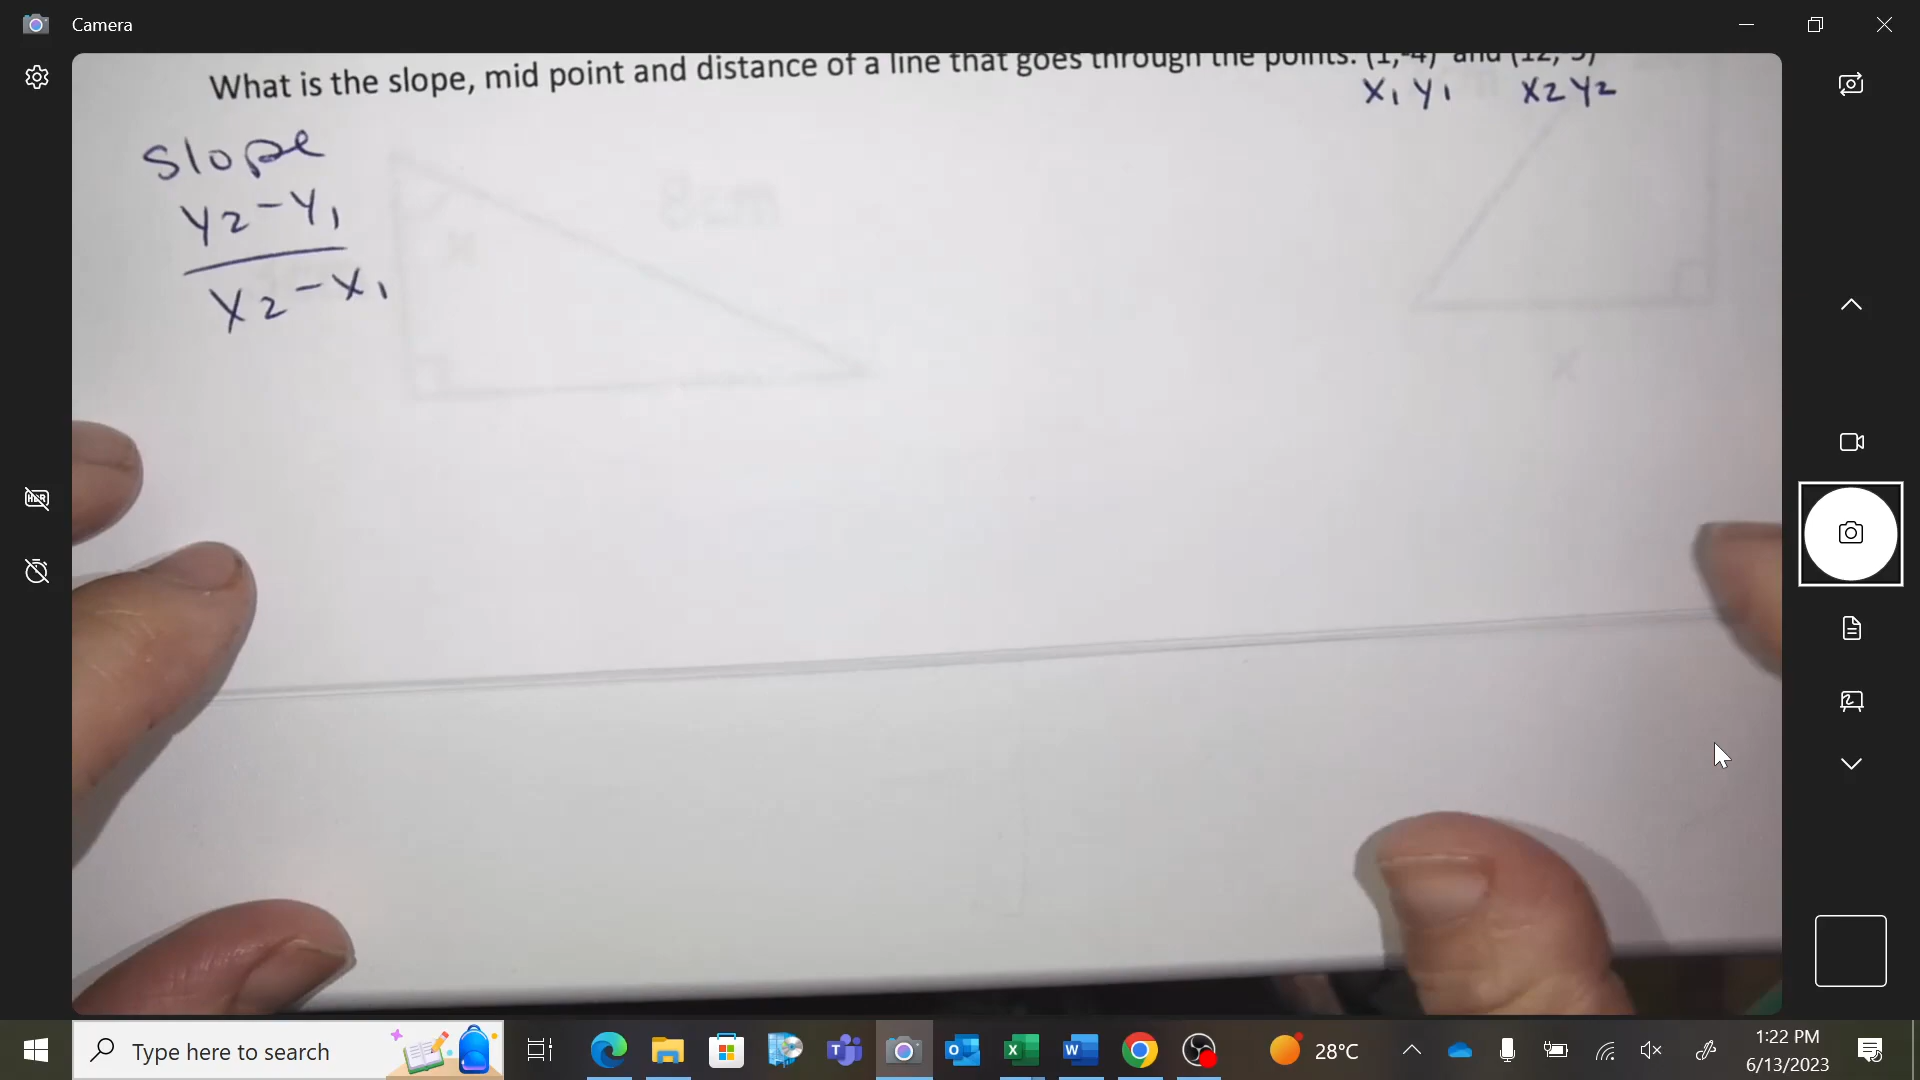 Camera
What is the slope, mid point and distance of a line that goes through the points. (1,-4) and
X1 Y1 X2 Y2
Slope
Y2-Y1
X2-X1
x
x
HDR
Type here to search
28°C
1:22 PM
6/13/2023